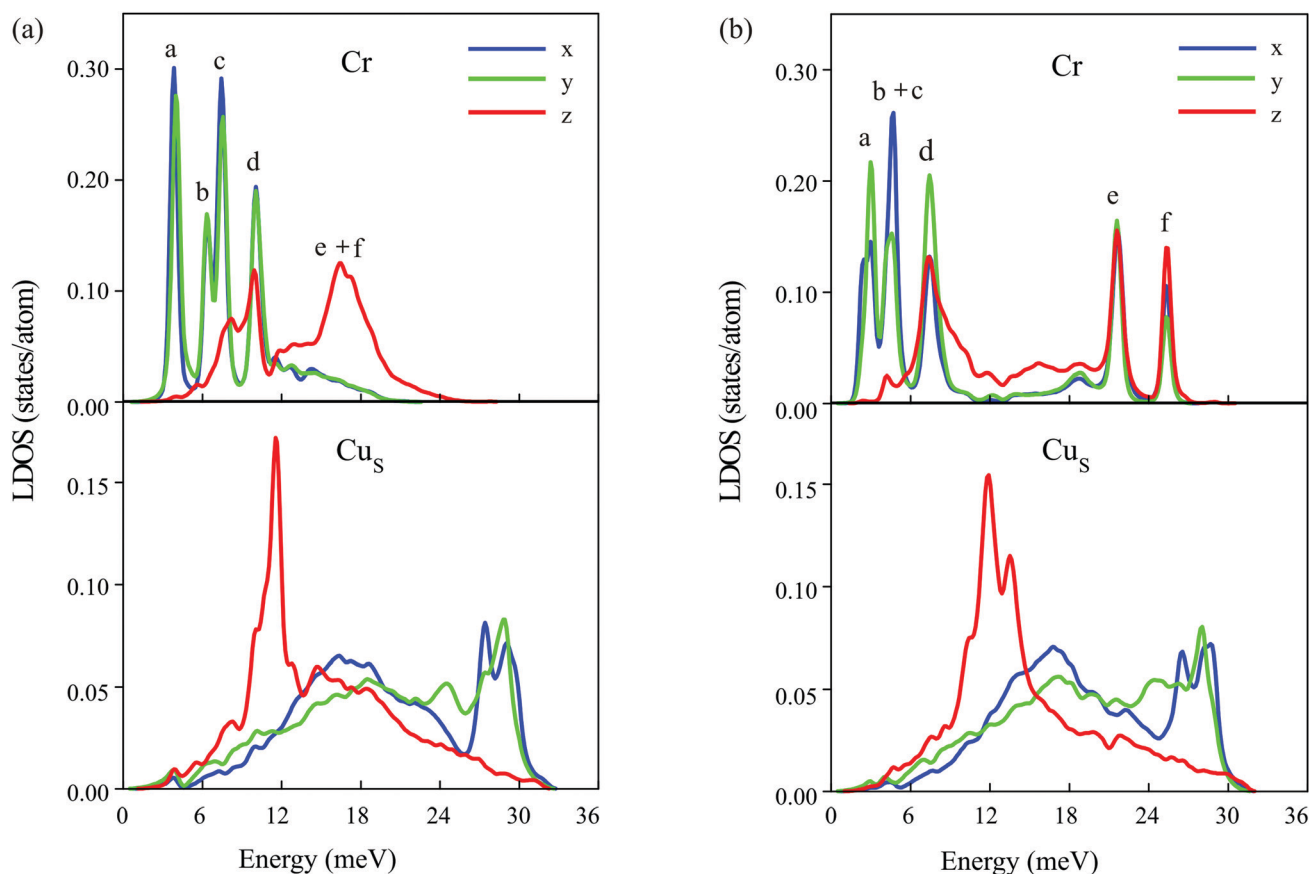 (a)
Cr
x
y
z
a
b
c
d
e + f
0.30
0.20
0.10
0.00
LDOS (states/atom)
Cu_S
0.15
0.10
0.05
0.00
0 6 12 18 24 30 36
Energy (meV)
(b)
Cr
x
y
z
a
b + c
d
e
f
0.30
0.20
0.10
0.00
LDOS (states/atom)
Cu_S
0.15
0.10
0.05
0.00
0 6 12 18 24 30 36
Energy (meV)